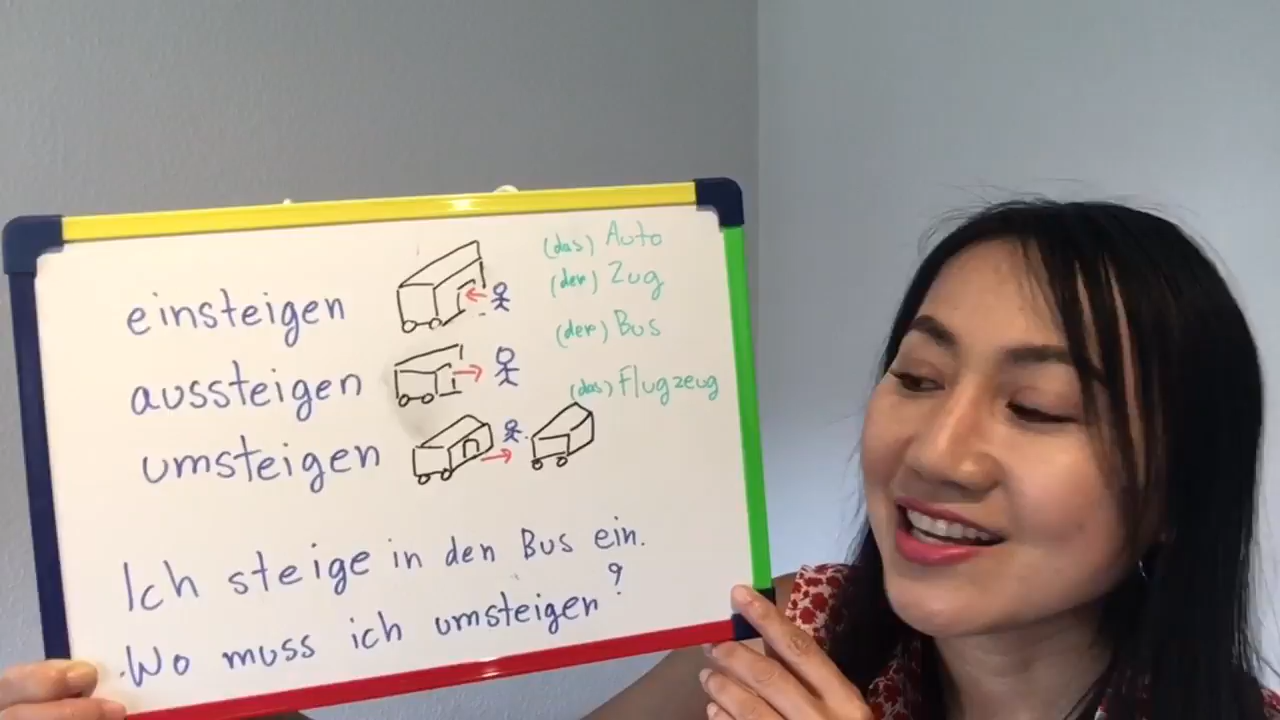 einsteigen
aussteigen
umsteigen
(das) Auto
(der) Zug
(der) Bus
(das) Flugzeug
Ich steige in den Bus ein.
Wo muss ich umsteigen?